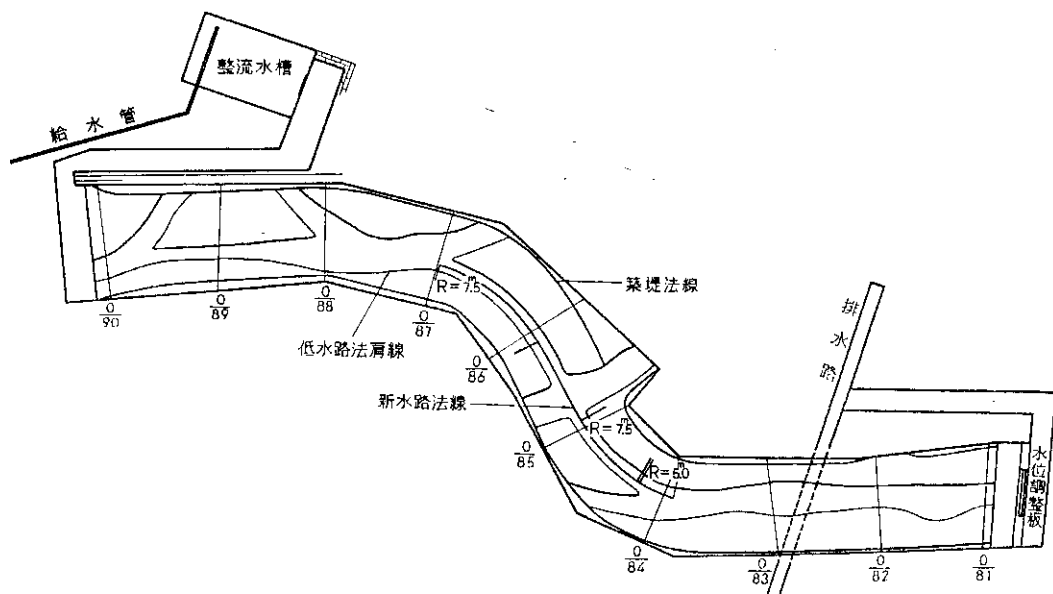 整流水槽
給水管
築堤法線
排水路
低水路法肩線
新水路法線
水位調整板
R=7.5m
R=7.5m
R=5.0m
0/90
0/89
0/88
0/87
0/86
0/85
0/84
0/83
0/82
0/81